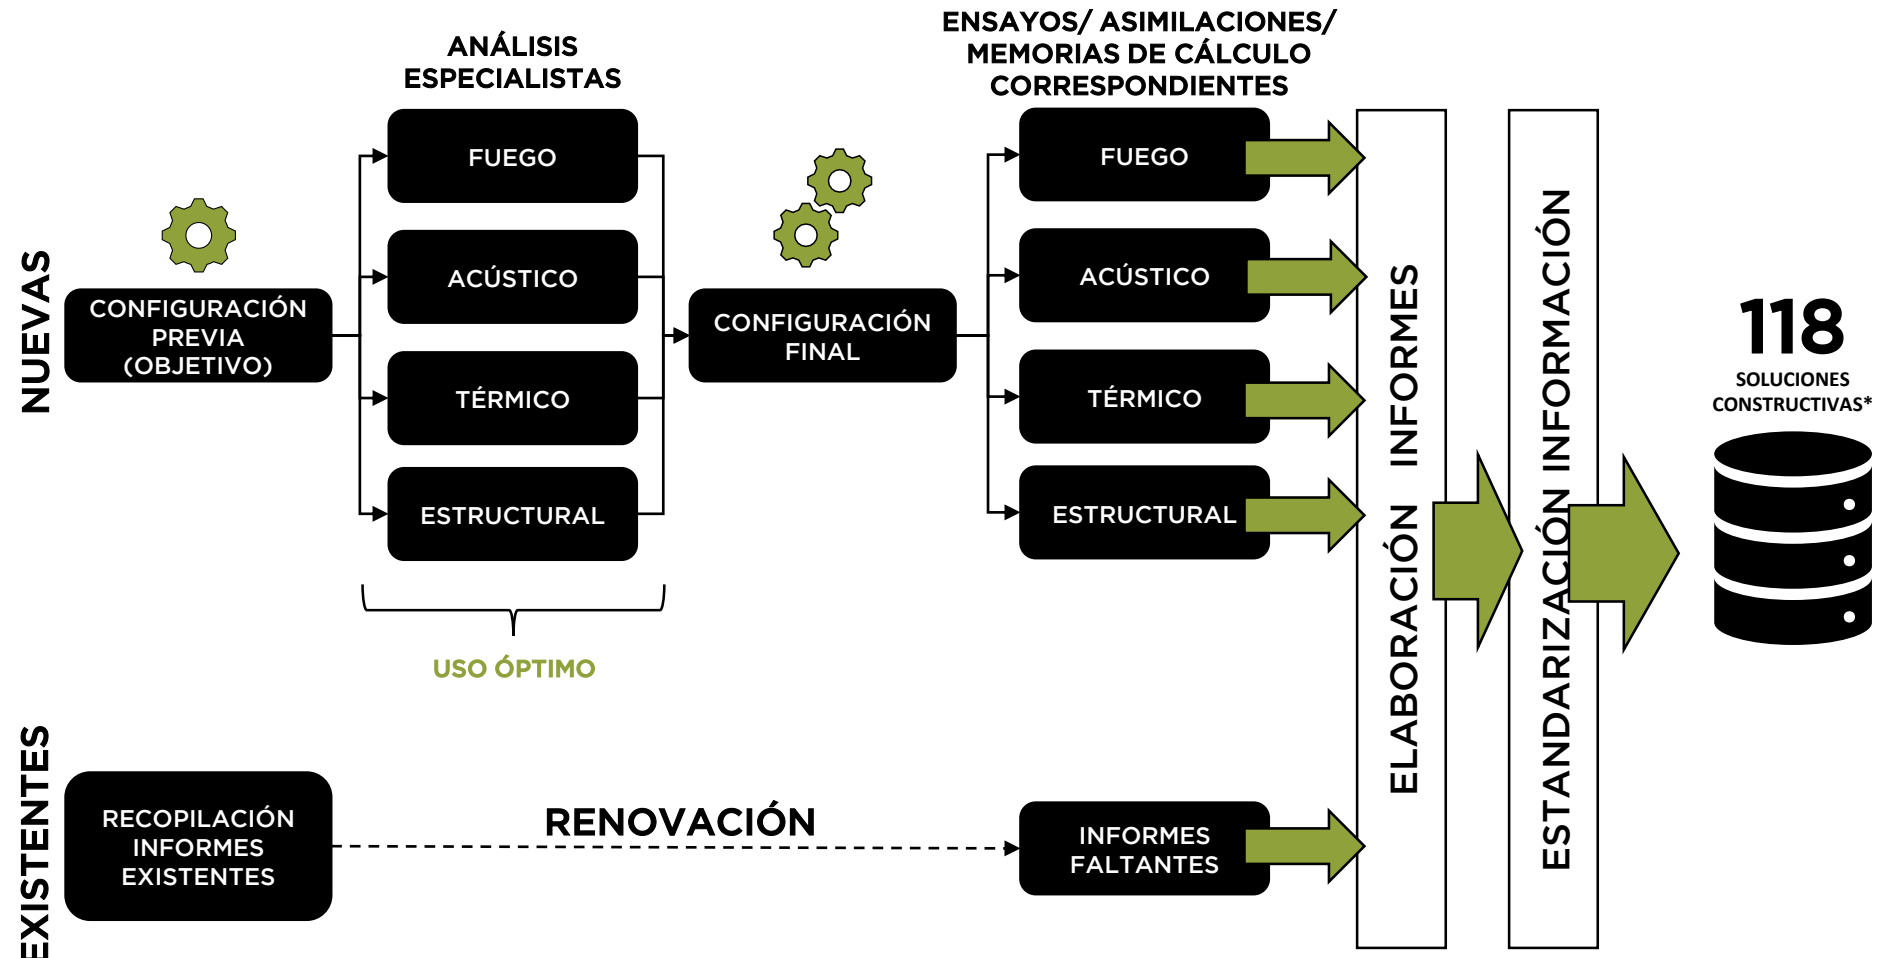 ANÁLISIS
ESPECIALISTAS
ENSAYOS/ ASIMILACIONES/
MEMORIAS DE CÁLCULO
CORRESPONDIENTES
NUEVAS
CONFIGURACIÓN
PREVIA
(OBJETIVO)
FUEGO
ACÚSTICO
TÉRMICO
ESTRUCTURAL
USO ÓPTIMO
CONFIGURACIÓN
FINAL
FUEGO
ACÚSTICO
TÉRMICO
ESTRUCTURAL
ELABORACIÓN INFORMES
ESTANDARIZACIÓN INFORMACIÓN
118
SOLUCIONES
CONSTRUCTIVAS*
EXISTENTES
RECOPILACIÓN
INFORMES
EXISTENTES
RENOVACIÓN
INFORMES
FALTANTES